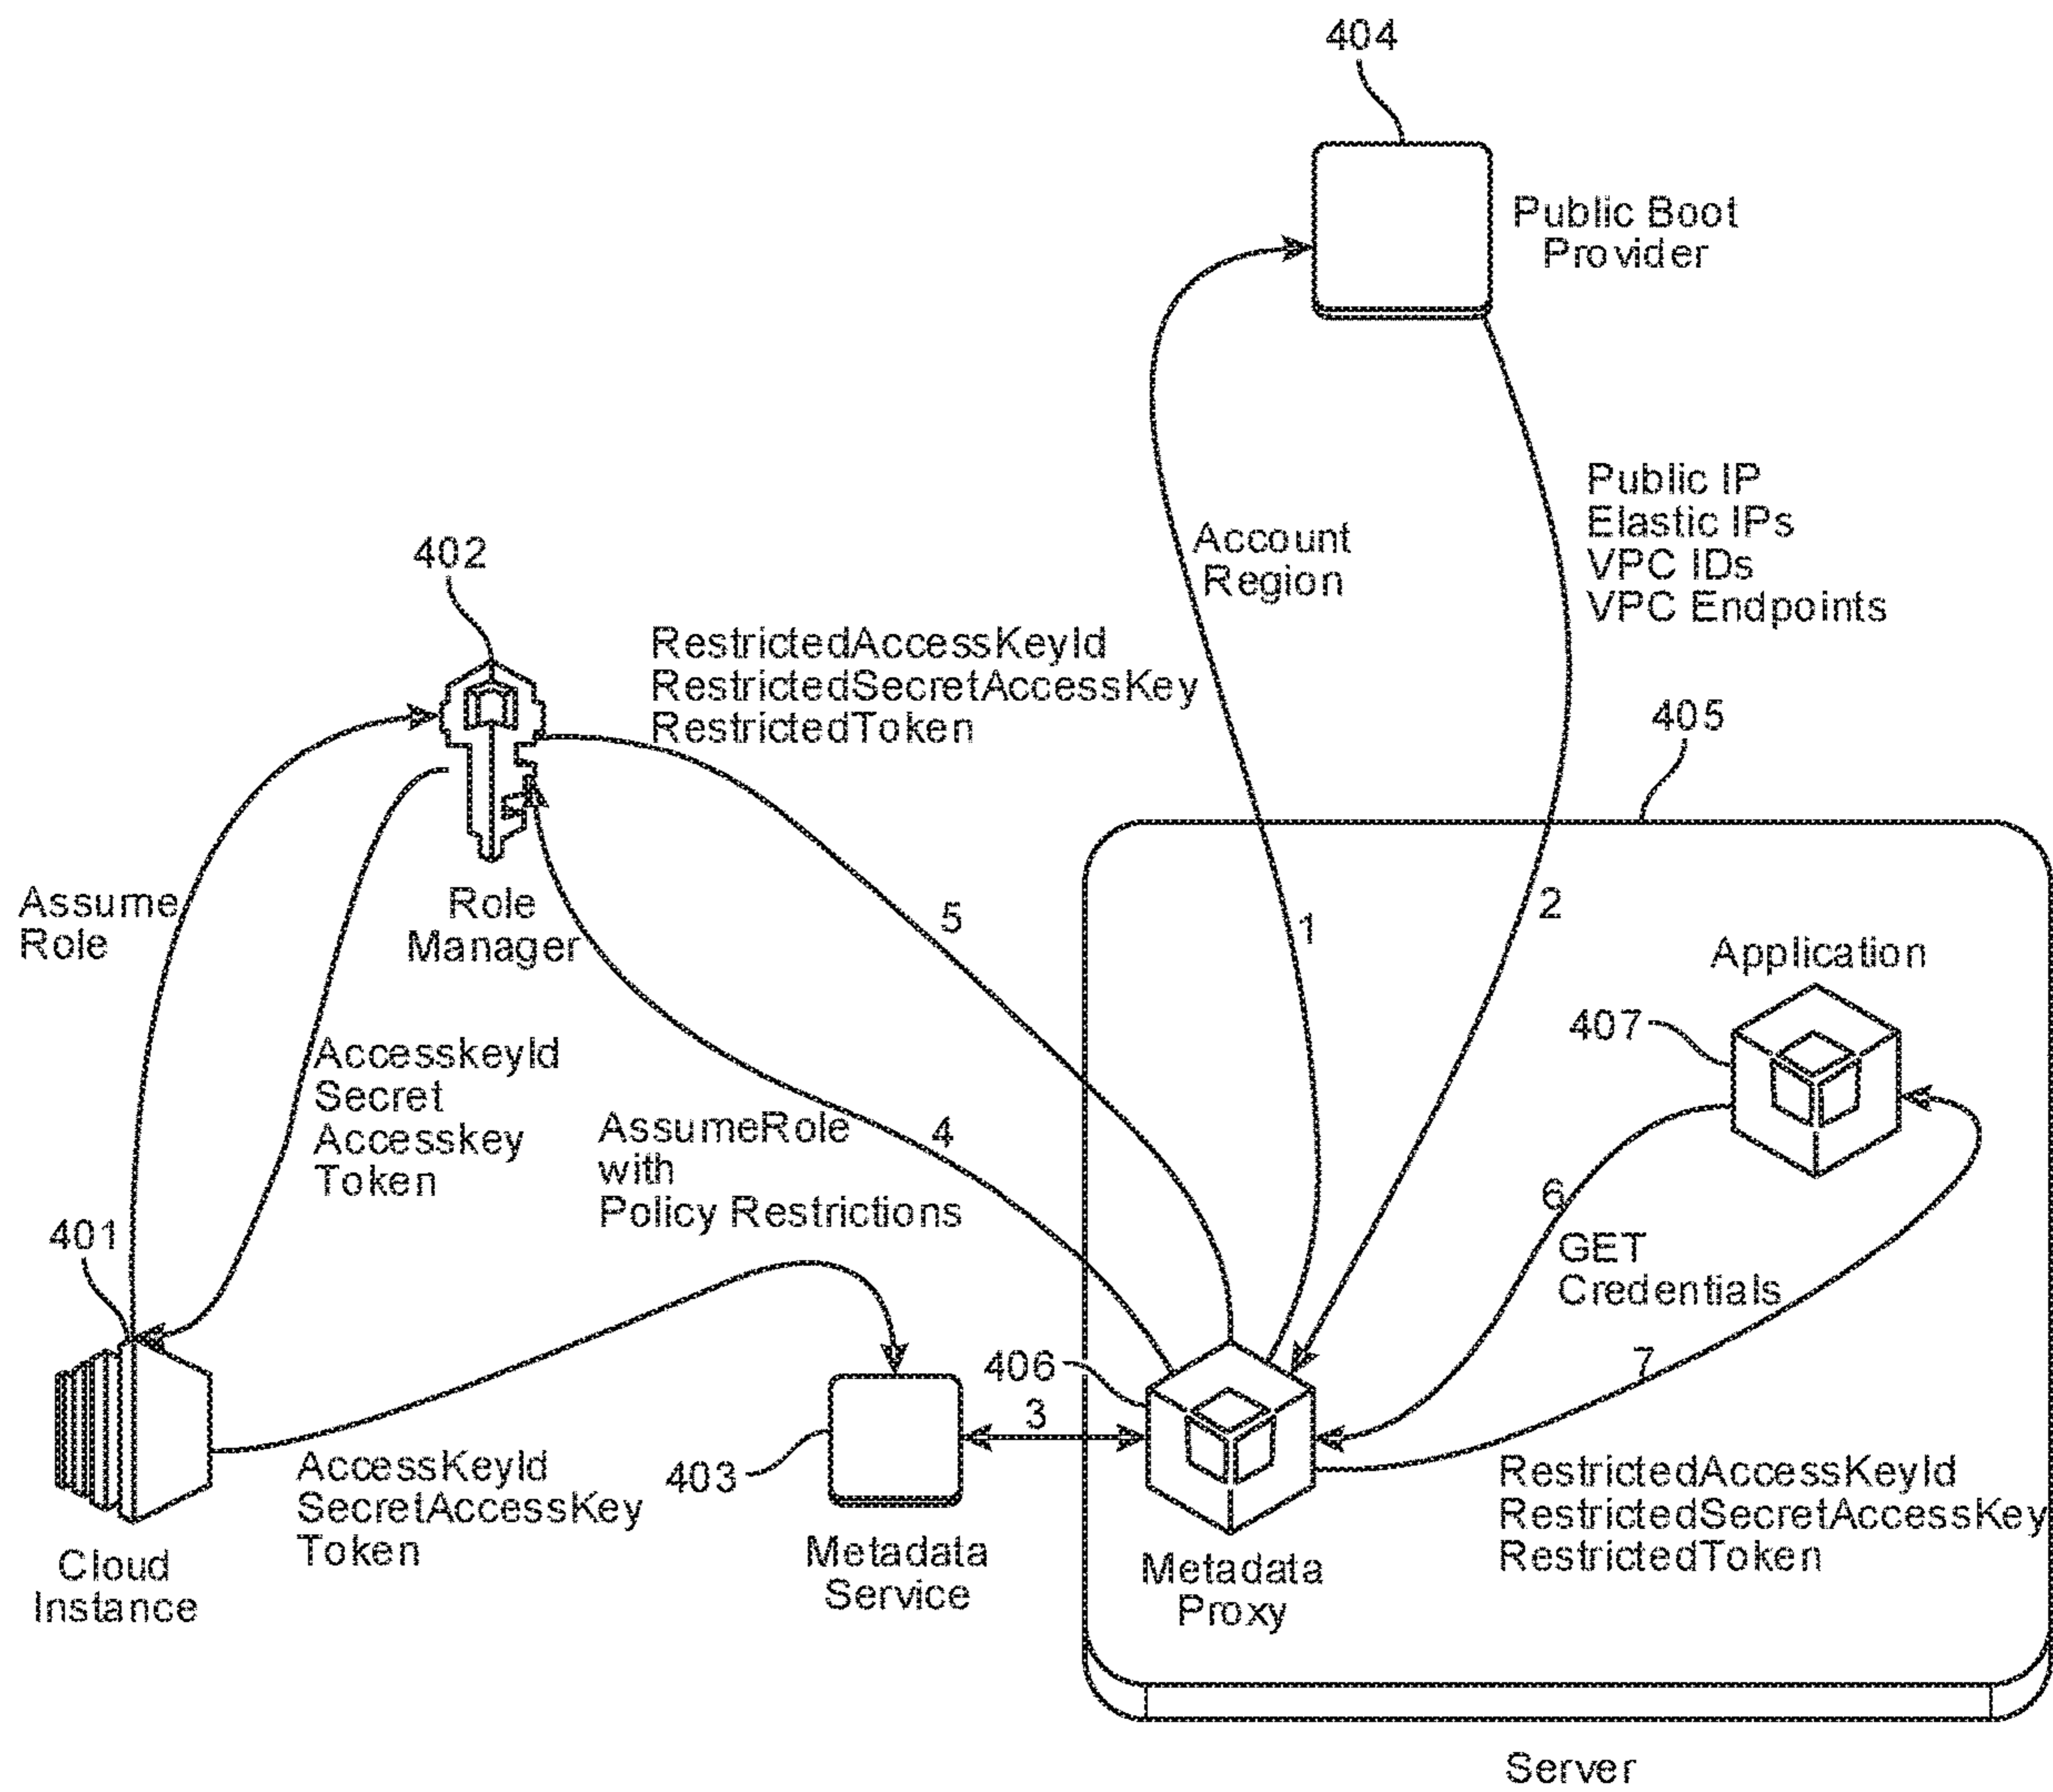 404
Public Boot
Provider
Public IP
Elastic IPs
VPC IDs
VPC Endpoints
Account
Region
402
RestrictedAccessKeyId
RestrictedSecretAccessKey
RestrictedToken
405
Assume
Role
Role
Manager
5
1
2
Application
407
AccesskeyId
Secret
Accesskey
Token
AssumeRole
with
Policy Restrictions
4
6
GET
Credentials
401
406
3
7
403
AccessKeyId
SecretAccessKey
Token
RestrictedAccessKeyId
RestrictedSecretAccessKey
RestrictedToken
Cloud
Instance
Metadata
Service
Metadata
Proxy
Server